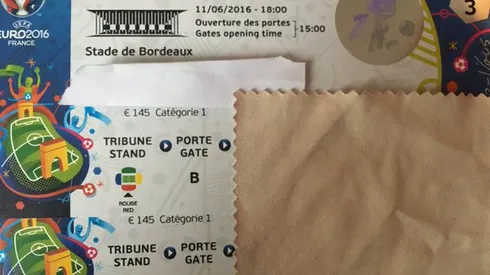 UEFA
EURO2016
FRANCE
11/06/2016 - 18:00
Ouverture des portes
Gates opening time
15:00
3
Stade de Bordeaux
€ 145 Catégorie 1
TRIBUNE PORTE
STAND GATE
B
ROUGE
RED
€ 145 Catégorie 1
TRIBUNE PORTE
STAND GATE